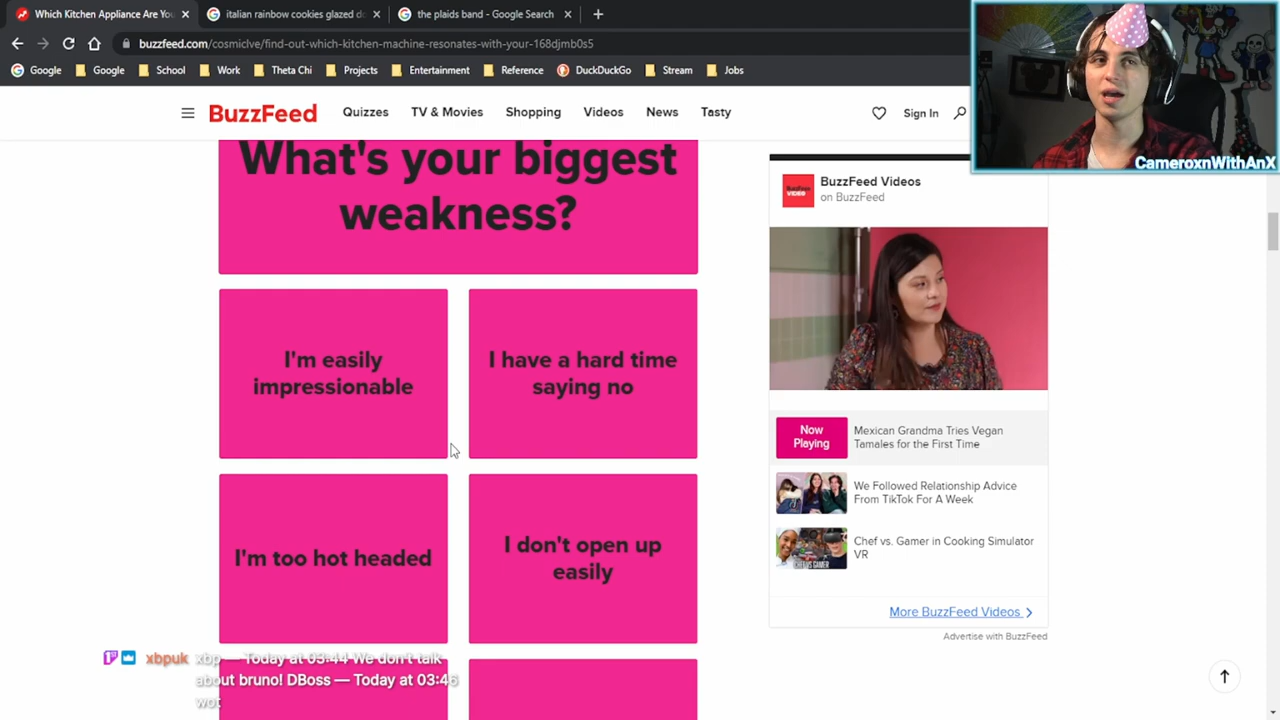 Which Kitchen Appliance Are You
italian rainbow cookies glazed d
the plaids band - Google Search
buzzfeed.com/cosmiclve/find-out-which-kitchen-machine-resonates-with-your-168djmb0s5
Google
Google
School
Work
Theta Chi
Projects
Entertainment
Reference
DuckDuckGo
Stream
Jobs
CameroxnWithAnX
BuzzFeed
Quizzes
TV & Movies
Shopping
Videos
News
Tasty
Sign In
What's your biggest
weakness?
I'm easily
impressionable
I have a hard time
saying no
I'm too hot headed
I don't open up
easily
BuzzFeed Videos
on BuzzFeed
Now
Playing
Mexican Grandma Tries Vegan
Tamales for the First Time
We Followed Relationship Advice
From TikTok For A Week
Chef vs. Gamer in Cooking Simulator
VR
More BuzzFeed Videos
Advertise with BuzzFeed
xbpuk xbp — Today at 03:44 We don't talk
about bruno! DBoss — Today at 03:46
wot